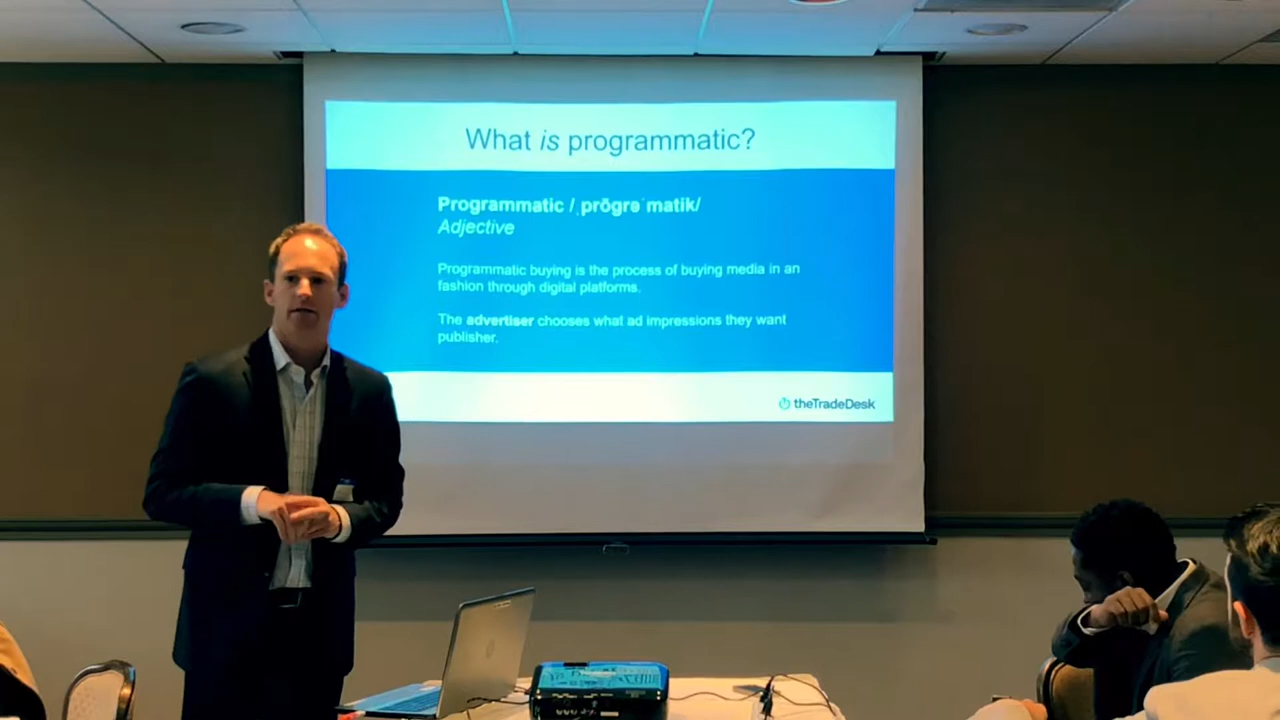 What is programmatic?
Programmatic /ˌprōgrəˈmatik/
Adjective
Programmatic buying is the process of buying media in an
fashion through digital platforms.
The advertiser chooses what ad impressions they want
publisher.
theTradeDesk